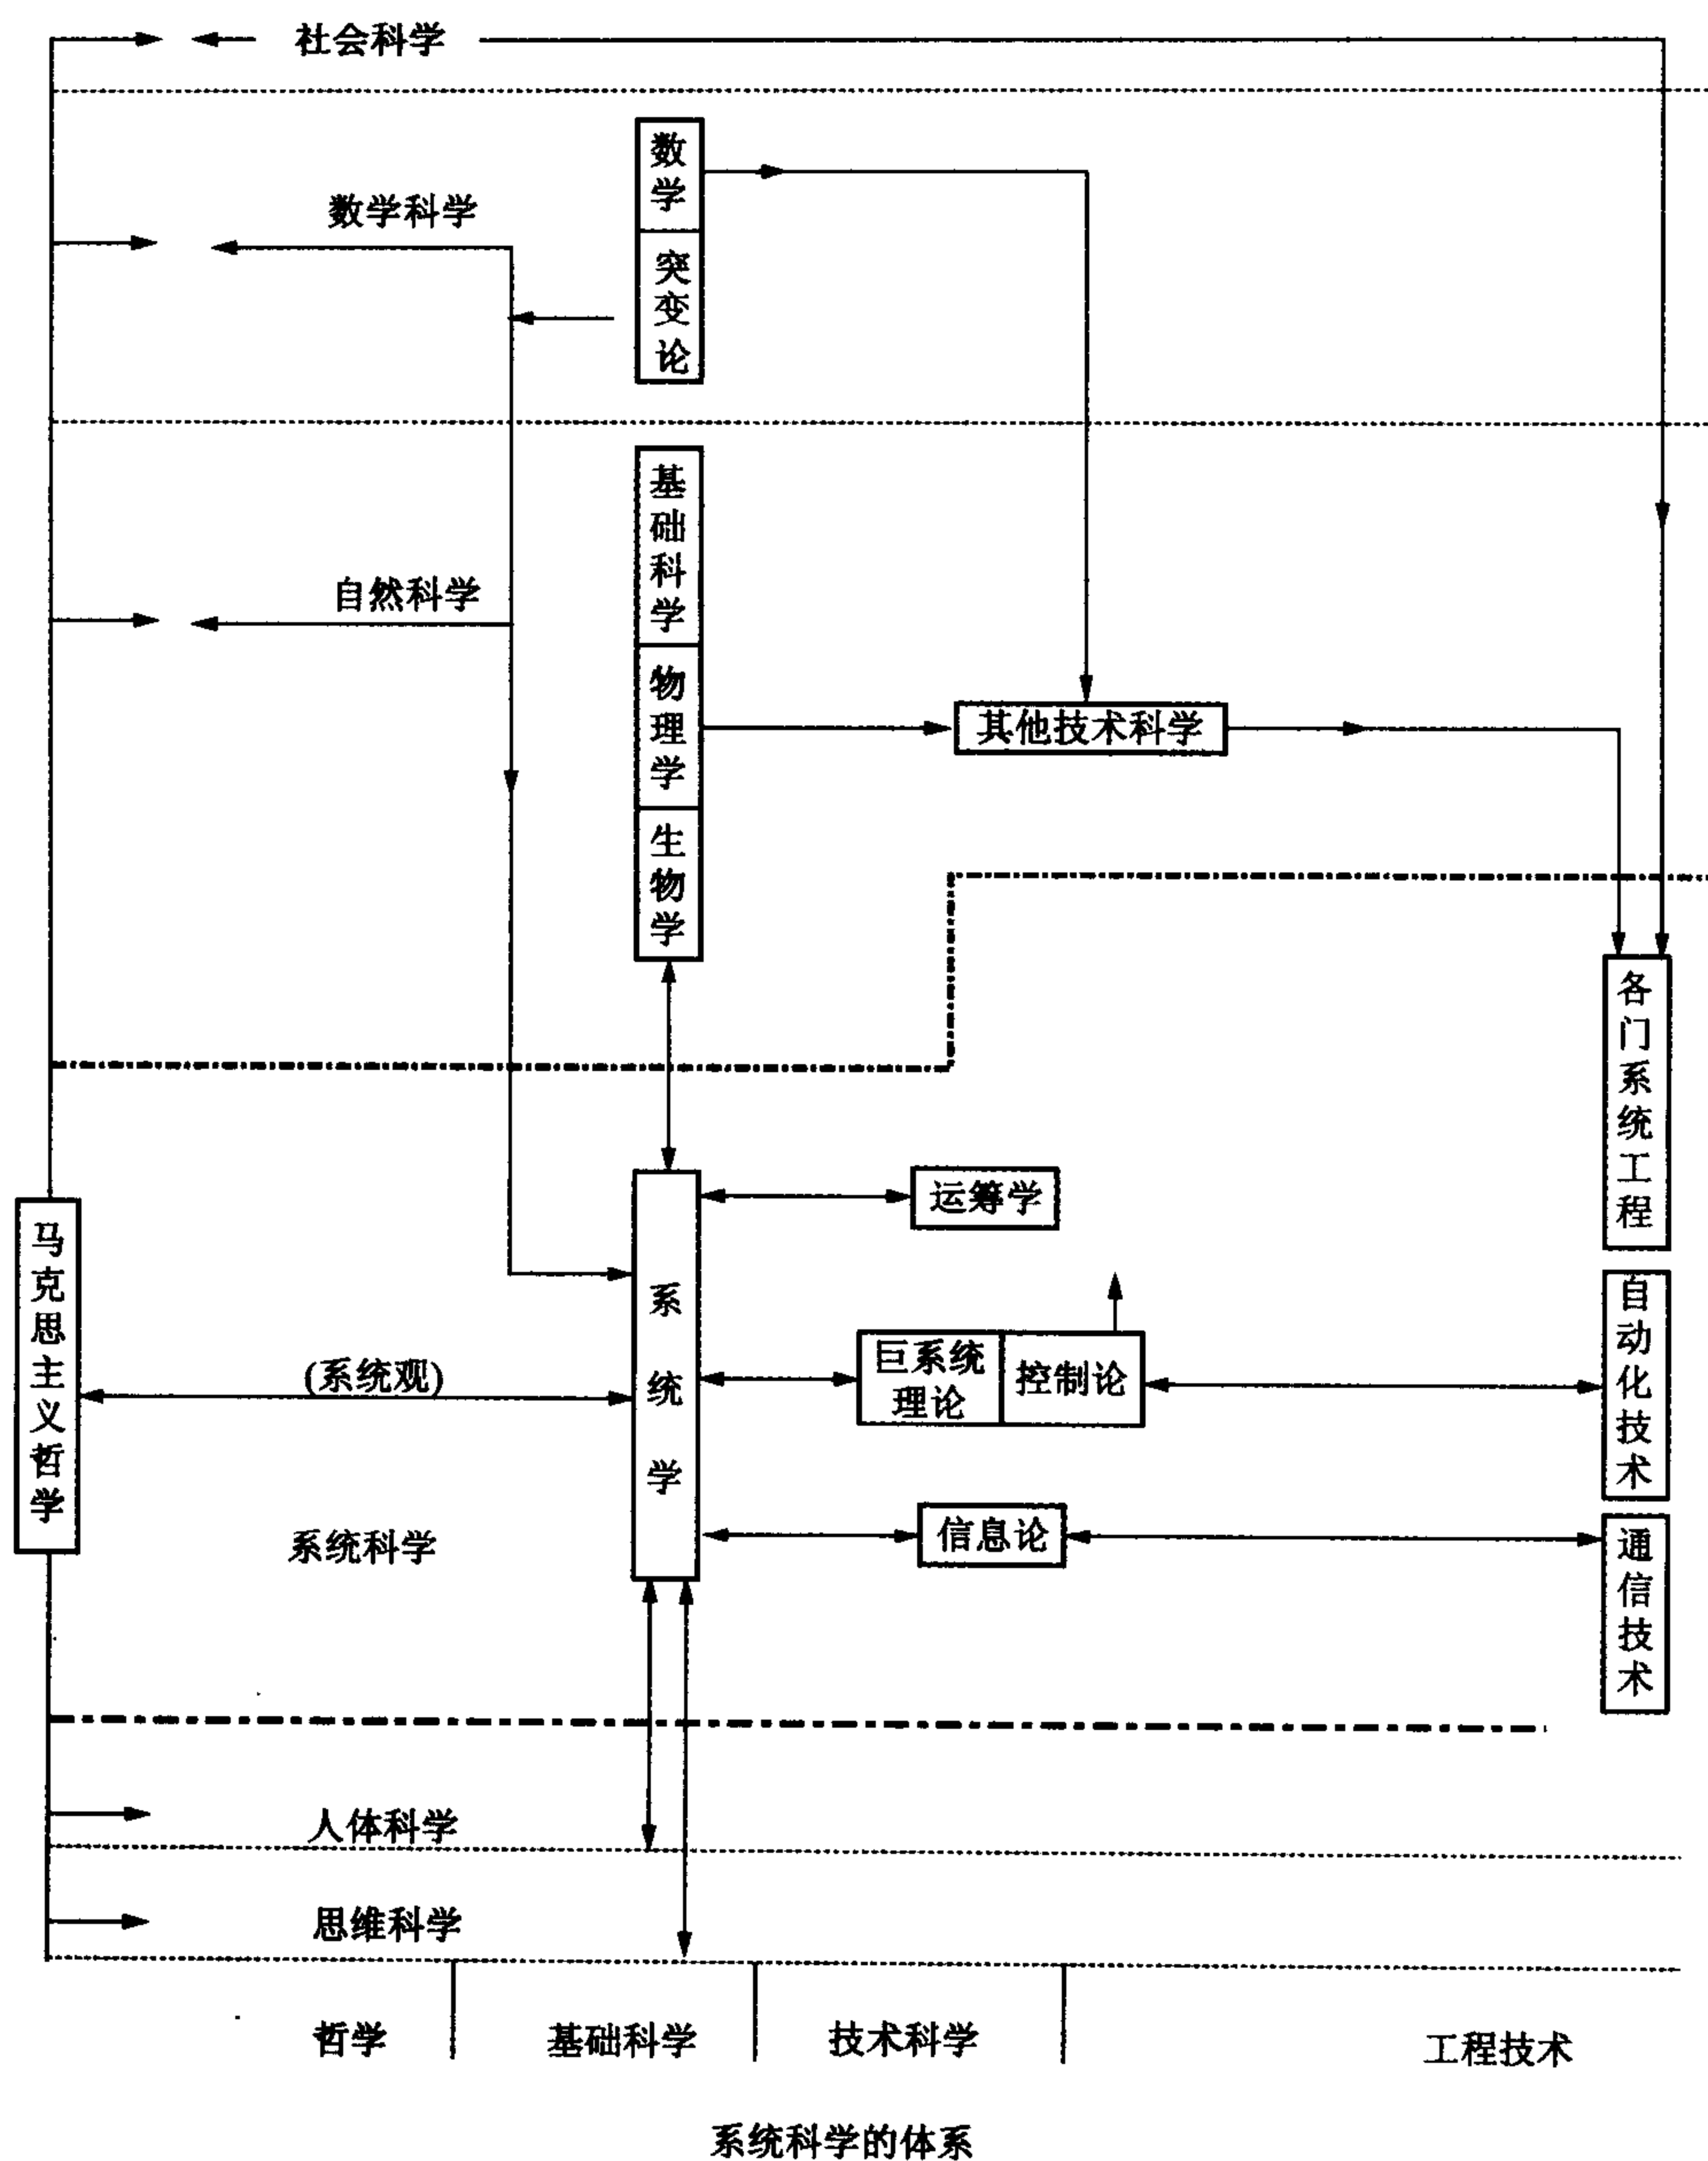 社会科学
数学
数学科学
突变论
基础科学
自然科学
物理学
其他技术科学
生物学
各门系统工程
运筹学
马克思主义哲学
系统学
自动化技术
(系统观)
巨系统
理论
控制论
系统科学
信息论
通信技术
人体科学
思维科学
哲学
基础科学
技术科学
工程技术
系统科学的体系